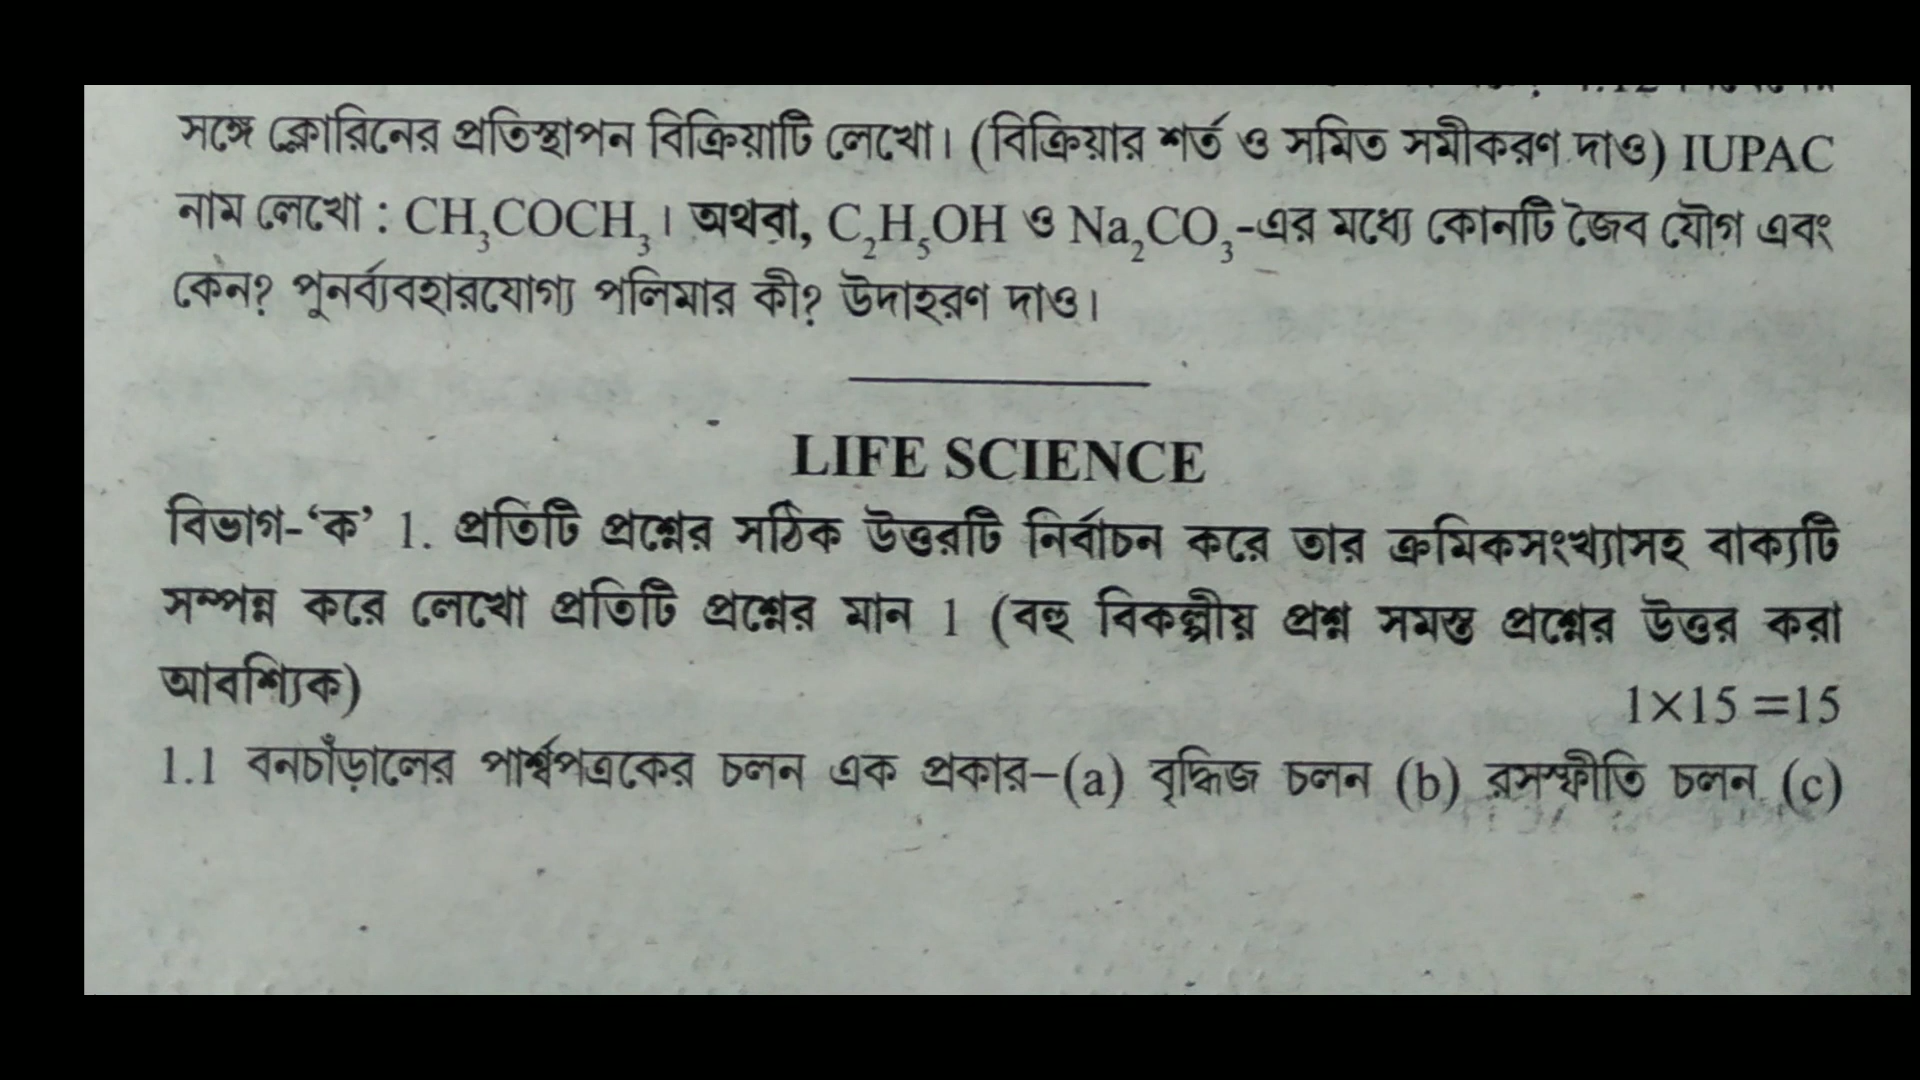 সঙ্গে ক্লোরিনের প্রতিস্থাপন বিক্রিয়াটি লেখো। (বিক্রিয়ার শর্ত ও সমিত সমীকরণ দাও) IUPAC
নাম লেখো : CH₃COCH₃। অথবা, C₂H₅OH ও Na₂CO₃-এর মধ্যে কোনটি জৈব যৌগ এবং
কেন? পুনর্ব্যবহারযোগ্য পলিমার কী? উদাহরণ দাও।
LIFE SCIENCE
বিভাগ-‘ক’ 1. প্রতিটি প্রশ্নের সঠিক উত্তরটি নির্বাচন করে তার ক্রমিকসংখ্যাসহ বাক্যটি
সম্পন্ন করে লেখো প্রতিটি প্রশ্নের মান 1 (বহু বিকল্পীয় প্রশ্ন সমস্ত প্রশ্নের উত্তর করা
আবশ্যিক) 1×15 =15
1.1 বনচাঁড়ালের পার্শ্বপত্রকের চলন এক প্রকার–(a) বৃদ্ধিজ চলন (b) রসস্ফীতি চলন (c)